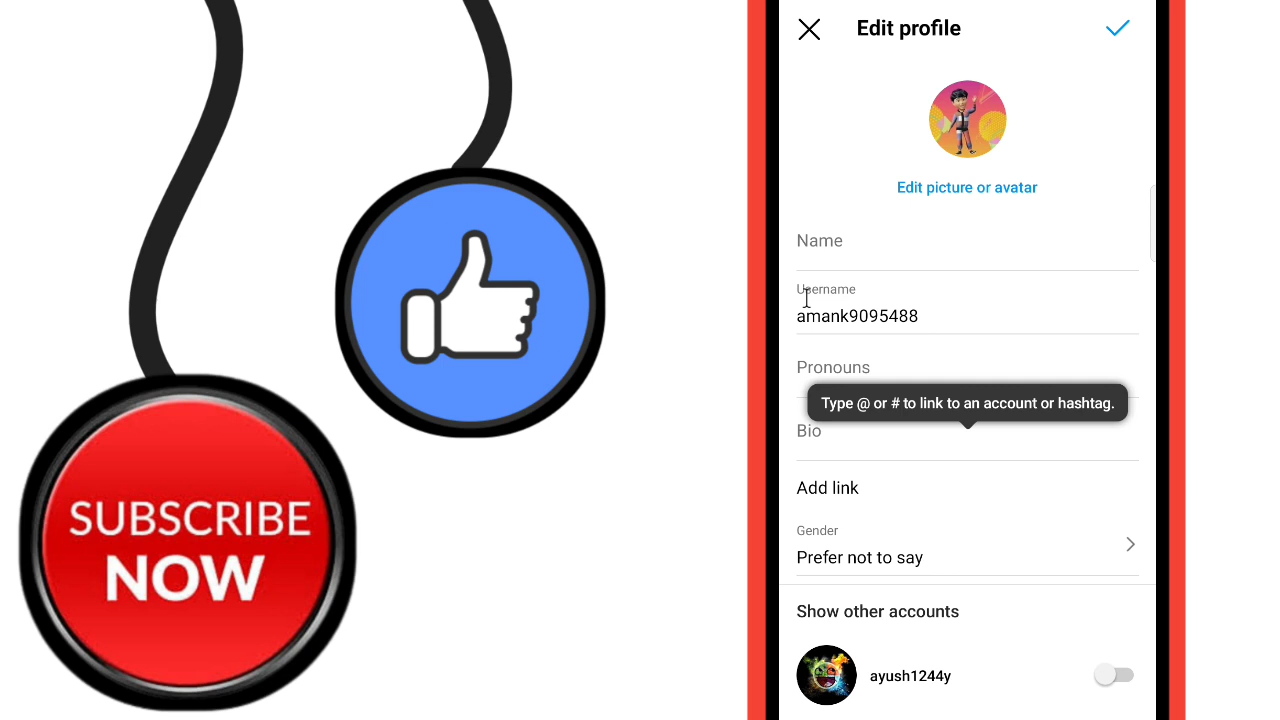 SUBSCRIBE
NOW
Edit profile
Edit picture or avatar
Name
Username
amank9095488
Pronouns
Type @ or # to link to an account or hashtag.
Bio
Add link
Gender
Prefer not to say
Show other accounts
ayush1244y